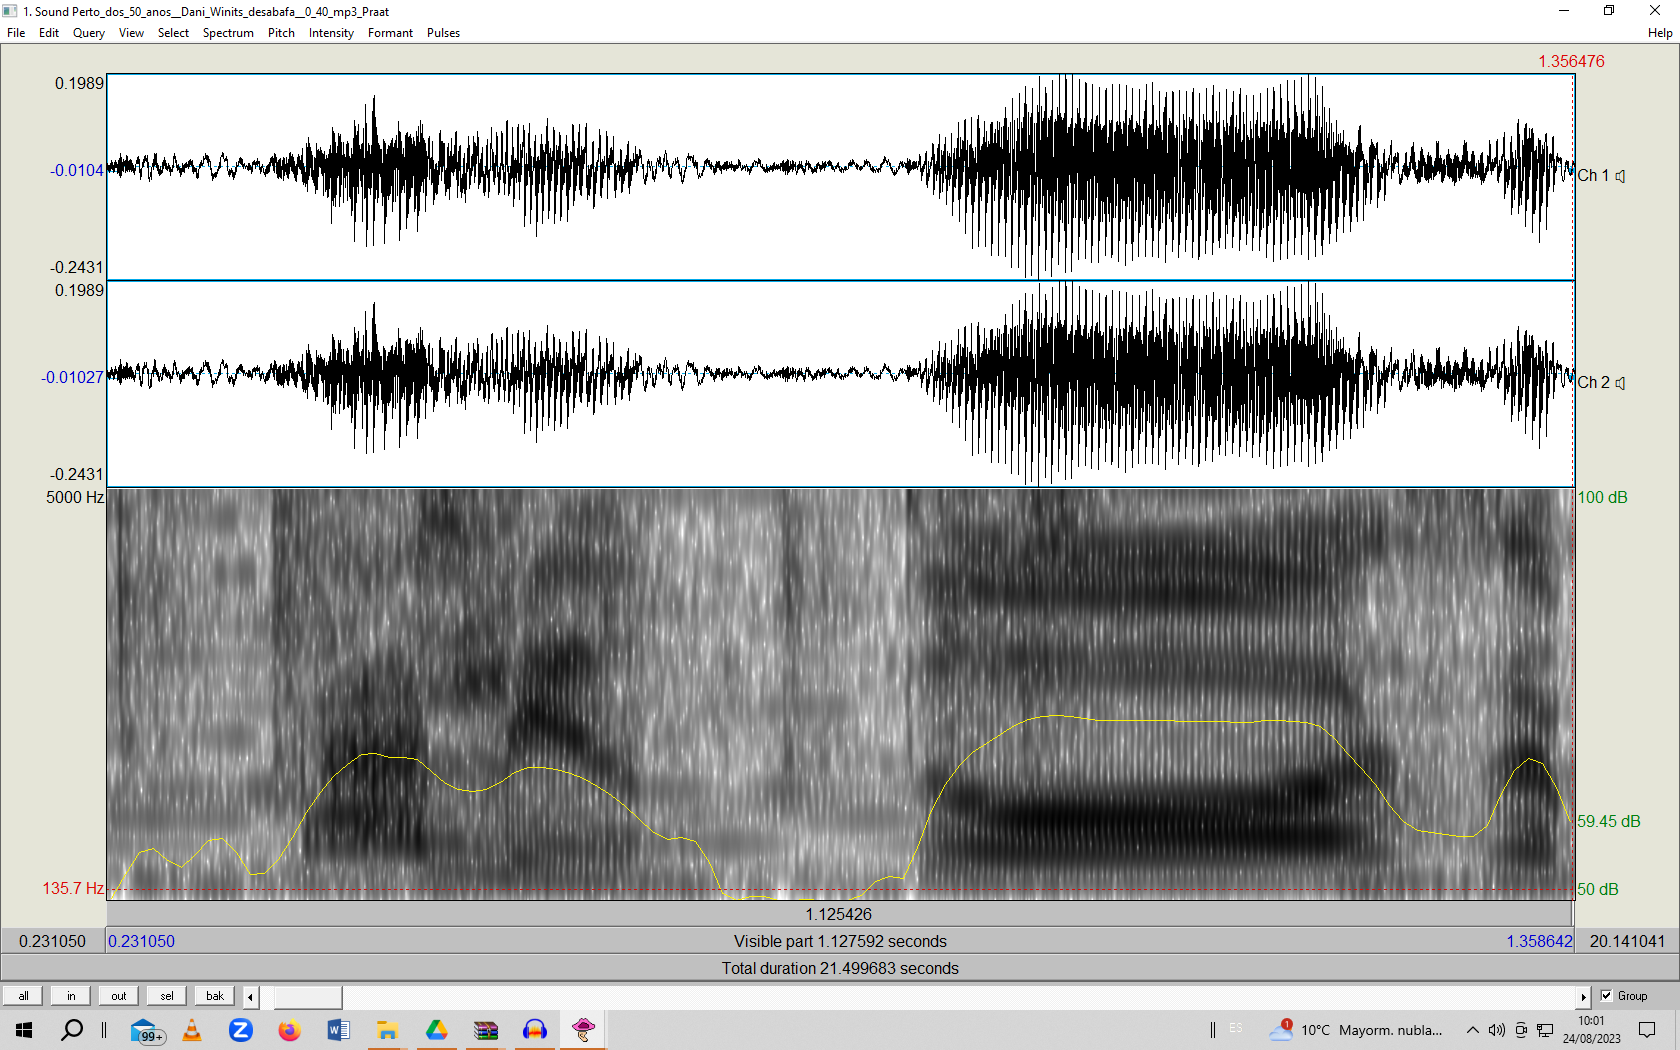 1. Sound Perto_dos_50_anos__Dani_Winits_desabafa__0_40_mp3_Praat
File Edit Query View Select Spectrum Pitch Intensity Formant Pulses Help
1.356476
0.1989
-0.0104
Ch 1
-0.2431
0.1989
-0.01027
Ch 2
-0.2431
5000 Hz
100 dB
59.45 dB
135.7 Hz
50 dB
1.125426
0.231050 0.231050 Visible part 1.127592 seconds 1.358642 20.141041
Total duration 21.499683 seconds
all in out sel bak Group
99+ 1 10°C Mayorm. nubla... ES 10:01
24/08/2023